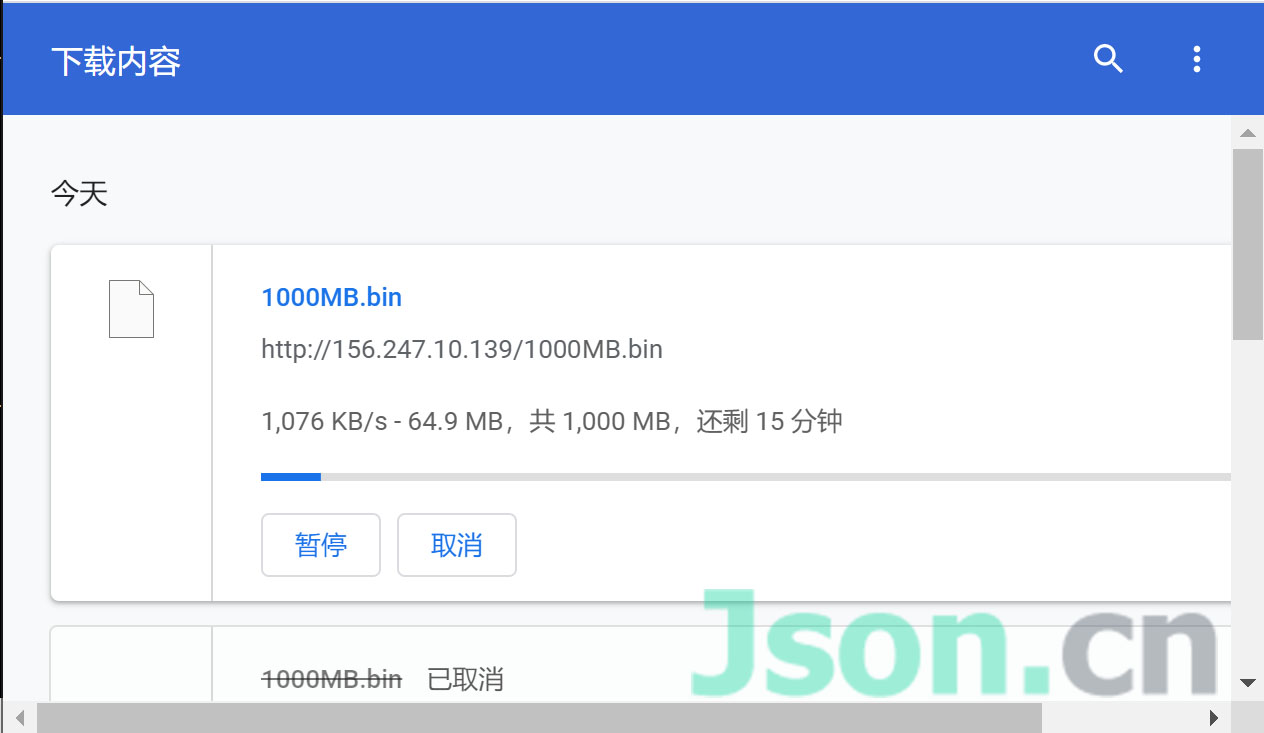 下载内容
今天
1000MB.bin
http://156.247.10.139/1000MB.bin
1,076 KB/s - 64.9 MB，共 1,000 MB，还剩 15 分钟
暂停 取消
1000MB.bin 已取消
Json.cn